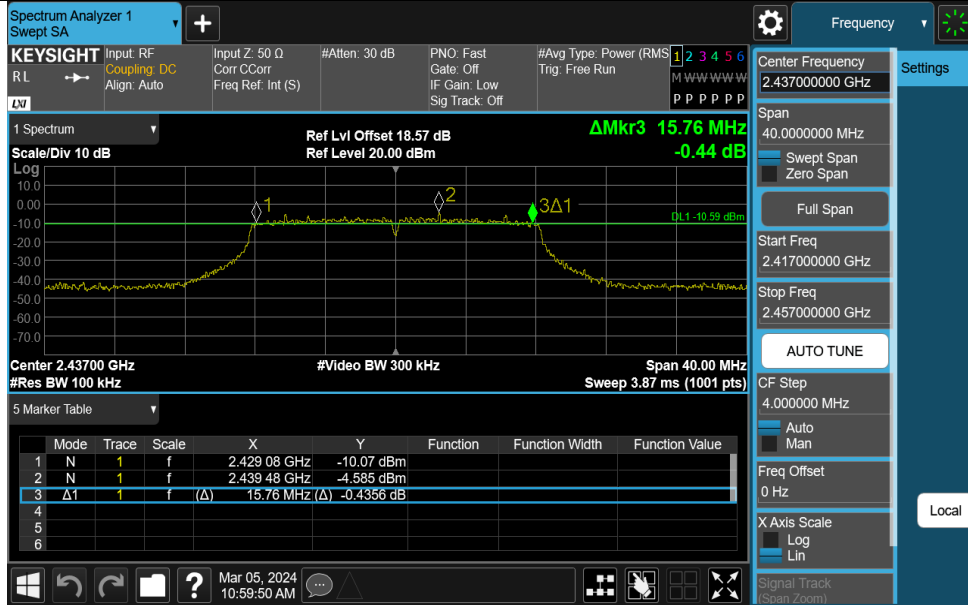 Spectrum Analyzer 1
Swept SA
+
Frequency
KEYSIGHT
R L
LXI
Input: RF
Coupling: DC
Align: Auto
Input Z: 50 Ω
Corr CCorr
Freq Ref: Int (S)
#Atten: 30 dB
PNO: Fast
Gate: Off
IF Gain: Low
Sig Track: Off
#Avg Type: Power (RMS
Trig: Free Run
1 2 3 4 5 6
M W W W W W
P P P P P P
1 Spectrum
Scale/Div 10 dB
Ref Lvl Offset 18.57 dB
Ref Level 20.00 dBm
ΔMkr3 15.76 MHz
-0.44 dB
Log
10.0
0.00
-10.0
-20.0
-30.0
-40.0
-50.0
-60.0
-70.0
1
2
3Δ1
DL1 -10.59 dBm
Center 2.43700 GHz
#Res BW 100 kHz
#Video BW 300 kHz
Span 40.00 MHz
Sweep 3.87 ms (1001 pts)
5 Marker Table
Mode Trace Scale X Y Function Function Width Function Value
1 N 1 f 2.429 08 GHz -10.07 dBm
2 N 1 f 2.439 48 GHz -4.585 dBm
3 Δ1 1 f (Δ) 15.76 MHz (Δ) -0.4356 dB
4
5
6
?
Mar 05, 2024
10:59:50 AM
Center Frequency
2.437000000 GHz
Span
40.0000000 MHz
Swept Span
Zero Span
Full Span
Start Freq
2.417000000 GHz
Stop Freq
2.457000000 GHz
AUTO TUNE
CF Step
4.000000 MHz
Auto
Man
Freq Offset
0 Hz
X Axis Scale
Log
Lin
Signal Track
(Span Zoom)
Settings
Local